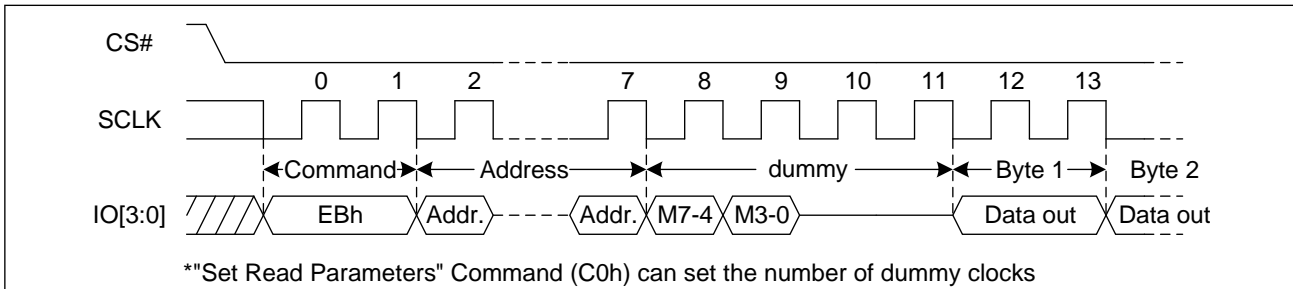 CS#
0 1 2 7 8 9 10 11 12 13
SCLK
Command Address dummy Byte 1 Byte 2
IO[3:0] EBh Addr. Addr. M7-4 M3-0 Data out Data out
*"Set Read Parameters" Command (C0h) can set the number of dummy clocks